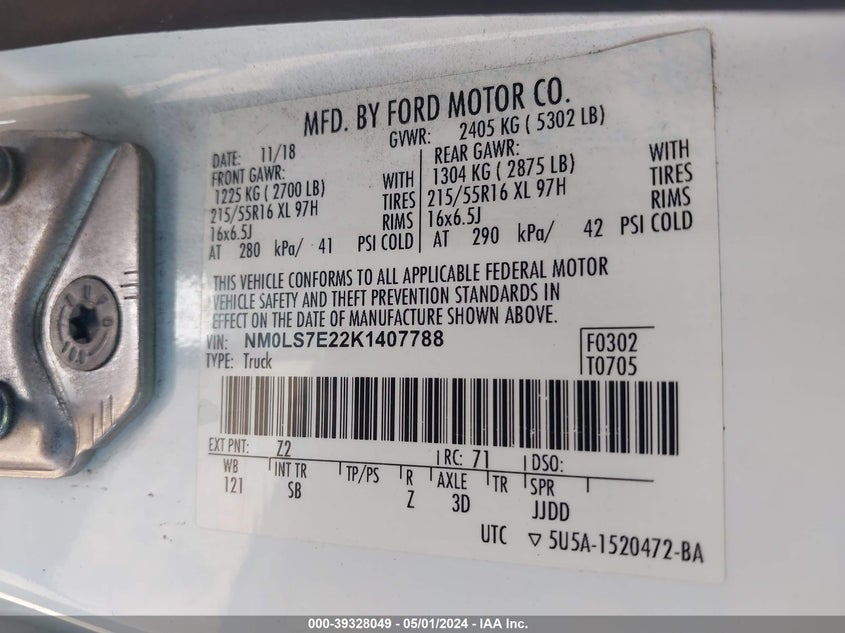 MFD. BY FORD MOTOR CO.
DATE: 11/18 GVWR: 2405 KG ( 5302 LB)
FRONT GAWR: REAR GAWR:
1225 KG ( 2700 LB) WITH 1304 KG ( 2875 LB) WITH
215/55R16 XL 97H TIRES 215/55R16 XL 97H TIRES
16x6.5J RIMS 16x6.5J RIMS
AT 280 kPa/ 41 PSI COLD AT 290 kPa/ 42 PSI COLD
THIS VEHICLE CONFORMS TO ALL APPLICABLE FEDERAL MOTOR
VEHICLE SAFETY AND THEFT PREVENTION STANDARDS IN
EFFECT ON THE DATE OF MANUFACTURE SHOWN ABOVE.
VIN: NM0LS7E22K1407788 F0302
TYPE: Truck T0705
EXT PNT: Z2 RC: 71 DSO:
WB INT TR TP/PS R AXLE TR SPR
121 SB Z 3D JJDD
UTC ▽ 5U5A-1520472-BA
000-39328049 — 05/01/2024 — IAA Inc.